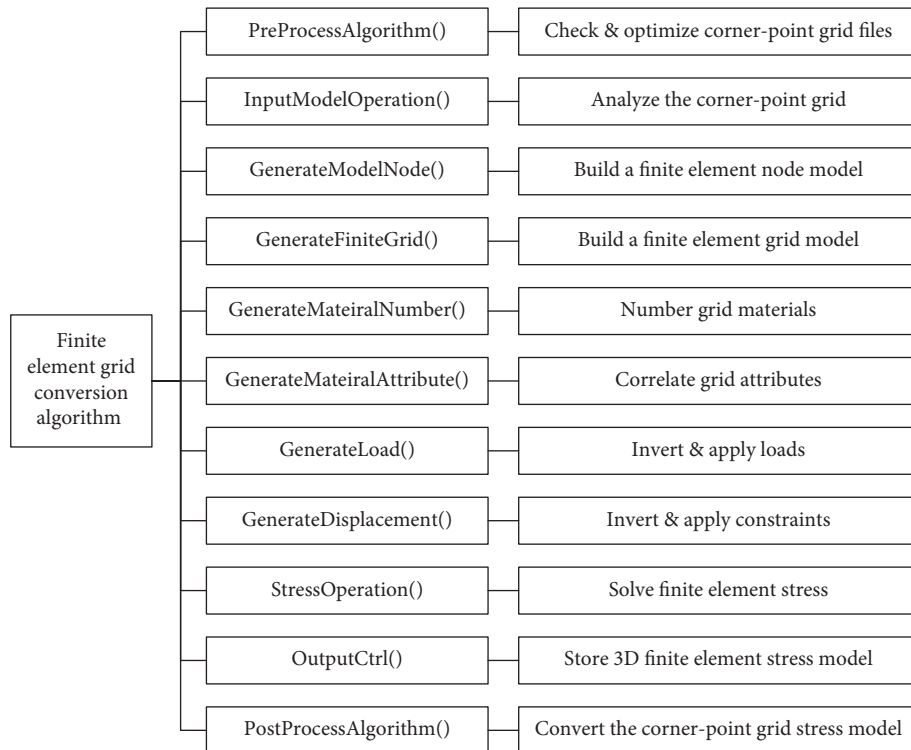 PreProcessAlgorithm()
Check & optimize corner-point grid files
InputModelOperation()
Analyze the corner-point grid
GenerateModelNode()
Build a finite element node model
GenerateFiniteGrid()
Build a finite element grid model
GenerateMateiralNumber()
Number grid materials
Finite
element grid
conversion
algorithm
GenerateMateiralAttribute()
Correlate grid attributes
GenerateLoad()
Invert & apply loads
GenerateDisplacement()
Invert & apply constraints
StressOperation()
Solve finite element stress
OutputCtrl()
Store 3D finite element stress model
PostProcessAlgorithm()
Convert the corner-point grid stress model